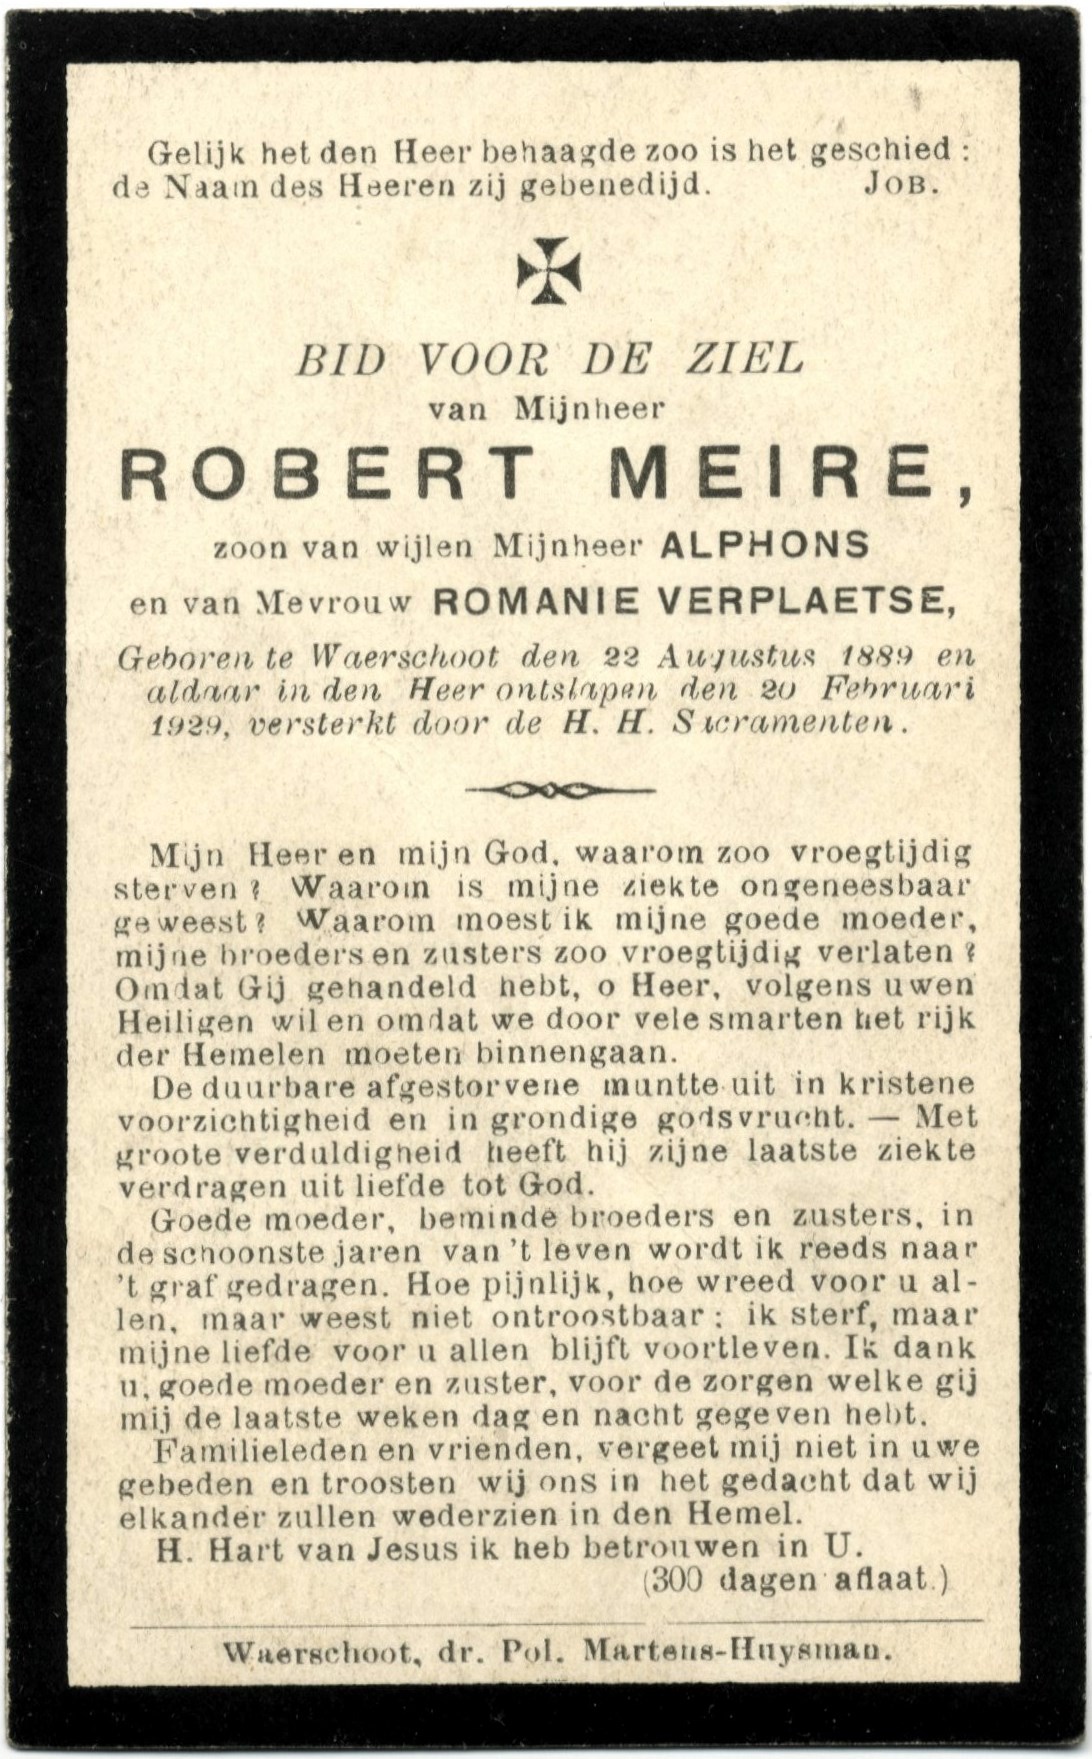 Gelijk het den Heer behaagde zoo is het geschied :
de Naam des Heeren zij gebenedijd. JOB.
BID VOOR DE ZIEL
van Mijnheer
ROBERT MEIRE,
zoon van wijlen Mijnheer ALPHONS
en van Mevrouw ROMANIE VERPLAETSE,
Geboren te Waerschoot den 22 Augustus 1889 en
aldaar in den Heer ontslapen den 20 Februari
1929, versterkt door de H. H. Sacramenten.
Mijn Heer en mijn God, waarom zoo vroegtijdig
sterven ? Waarom is mijne ziekte ongeneesbaar
geweest ? Waarom moest ik mijne goede moeder,
mijne broeders en zusters zoo vroegtijdig verlaten ?
Omdat Gij gehandeld hebt, o Heer, volgens uwen
Heiligen wil en omdat we door vele smarten het rijk
der Hemelen moeten binnengaan.
De duurbare afgestorvene muntte uit in kristene
voorzichtigheid en in grondige godsvrucht. — Met
groote verduldigheid heeft hij zijne laatste ziekte
verdragen uit liefde tot God.
Goede moeder, beminde broeders en zusters, in
de schoonste jaren van 't leven wordt ik reeds naar
't graf gedragen. Hoe pijnlijk, hoe wreed voor u al-
len, maar weest niet ontroostbaar ; ik sterf, maar
mijne liefde voor u allen blijft voortleven. Ik dank
u, goede moeder en zuster, voor de zorgen welke gij
mij de laatste weken dag en nacht gegeven hebt.
Familieleden en vrienden, vergeet mij niet in uwe
gebeden en troosten wij ons in het gedacht dat wij
elkander zullen wederzien in den Hemel.
H. Hart van Jesus ik heb betrouwen in U.
(300 dagen aflaat.)
Waerschoot, dr. Pol. Martens-Huysman.